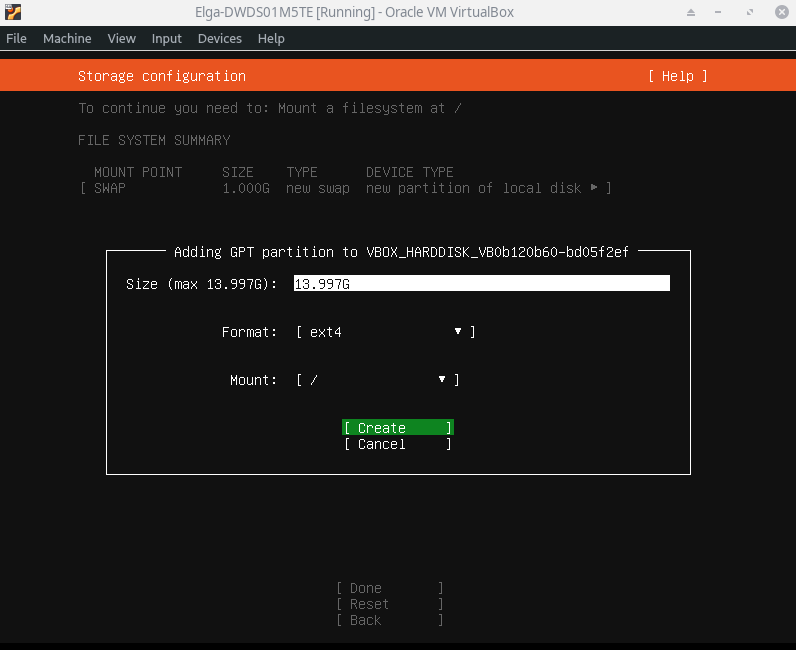 Elga-DWDS01M5TE [Running] - Oracle VM VirtualBox
File Machine View Input Devices Help
Storage configuration [ Help ]
To continue you need to: Mount a filesystem at /
FILE SYSTEM SUMMARY
MOUNT POINT SIZE TYPE DEVICE TYPE
[ SWAP 1.000G new swap new partition of local disk ▸ ]
Adding GPT partition to VBOX_HARDDISK_VB0b120b60-bd05f2ef
Size (max 13.997G): 13.997G
Format: [ ext4 ▾ ]
Mount: [ / ▾ ]
[ Create ]
[ Cancel ]
[ Done ]
[ Reset ]
[ Back ]